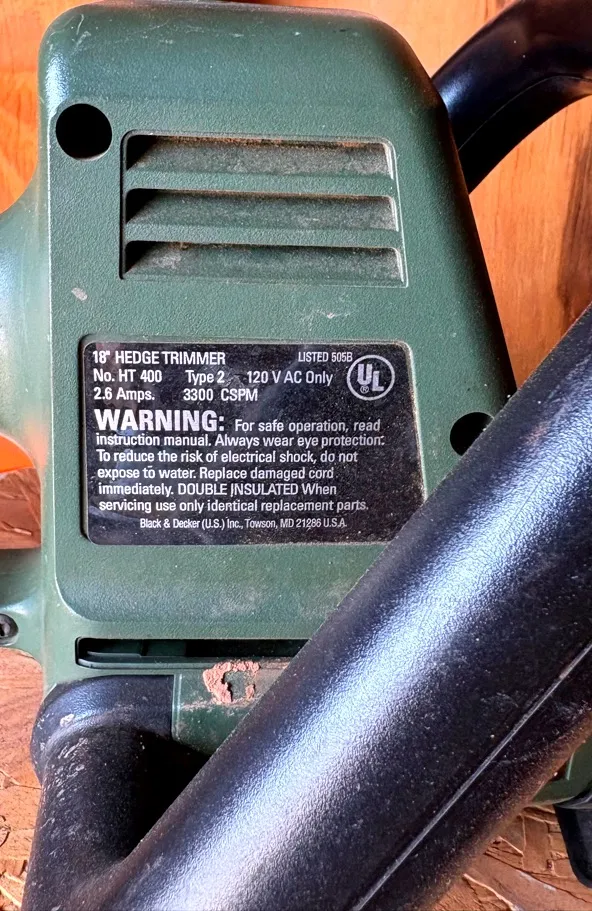 18" HEDGE TRIMMER LISTED 505B
No. HT 400 Type 2 120 V AC Only
2.6 Amps. 3300 CSPM
UL
®
WARNING: For safe operation, read
instruction manual. Always wear eye protection.
To reduce the risk of electrical shock, do not
expose to water. Replace damaged cord
immediately. DOUBLE INSULATED When
servicing use only identical replacement parts.
Black & Decker (U.S.) Inc., Towson, MD 21286 U.S.A.